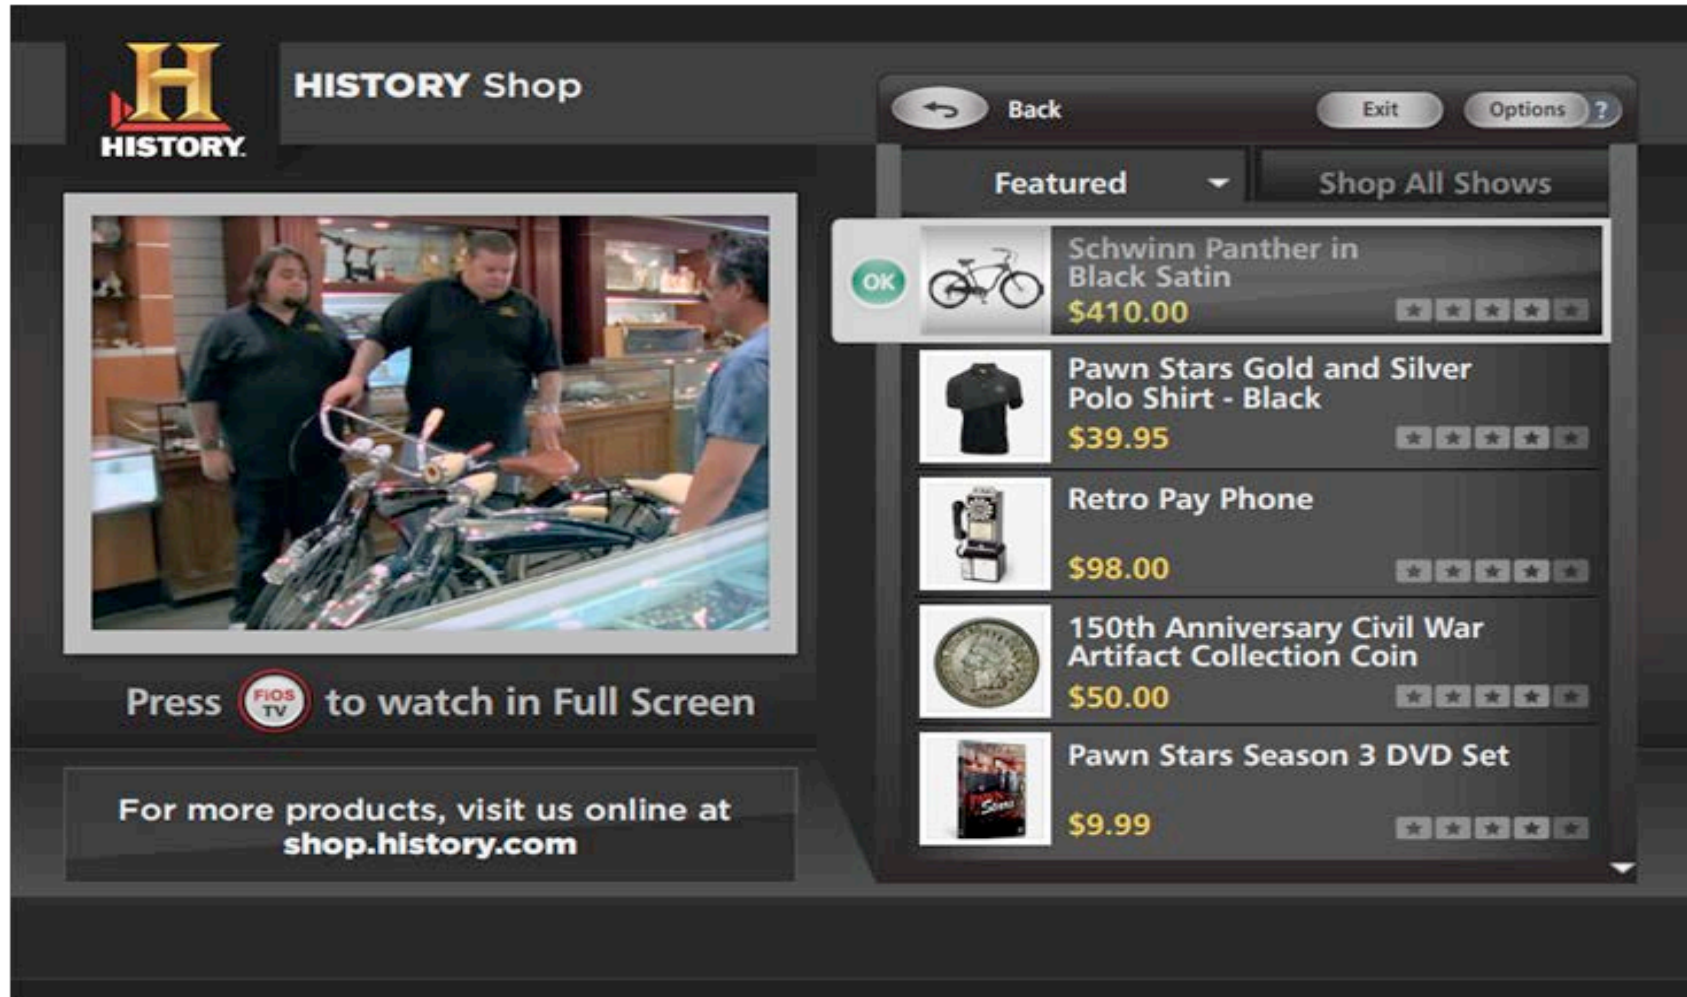 HISTORY
HISTORY Shop
Press FiOS TV to watch in Full Screen
For more products, visit us online at
shop.history.com
Back
Exit
Options ?
Featured
Shop All Shows
OK
Schwinn Panther in
Black Satin
$410.00
Pawn Stars Gold and Silver
Polo Shirt - Black
$39.95
Retro Pay Phone
$98.00
150th Anniversary Civil War
Artifact Collection Coin
$50.00
Pawn Stars Season 3 DVD Set
$9.99
PAWN
Stars